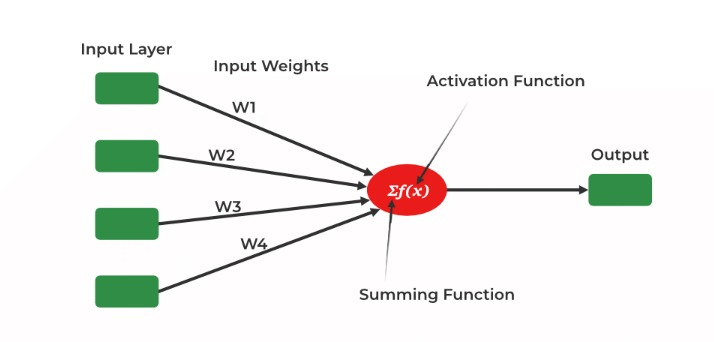 Input Layer
Input Weights
Activation Function
W1
W2
Output
Σf(x)
W3
W4
Summing Function